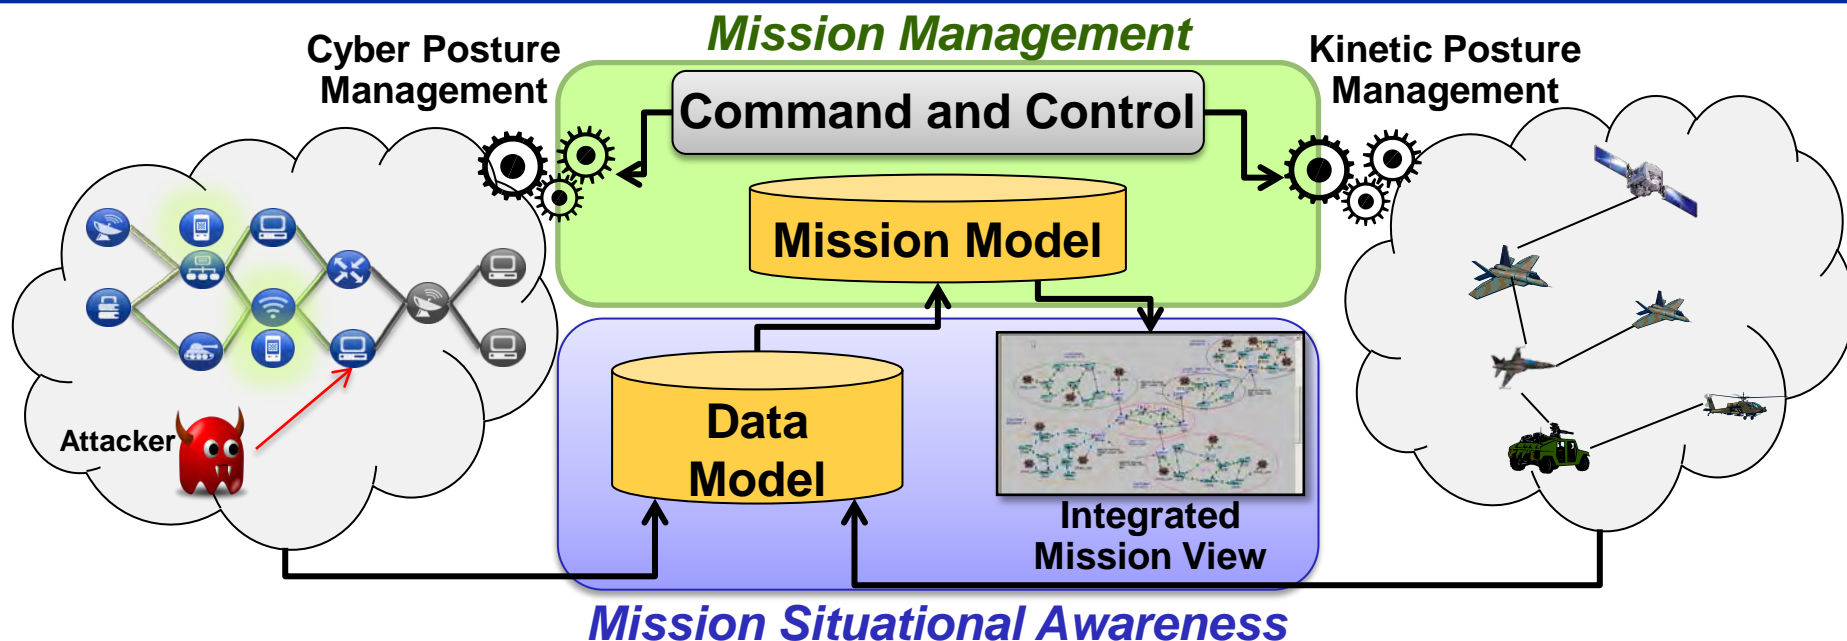 Mission Management
Cyber Posture
Management
Kinetic Posture
Management
Command and Control
Mission Model
Attacker
Data
Model
Integrated
Mission View
Mission Situational Awareness